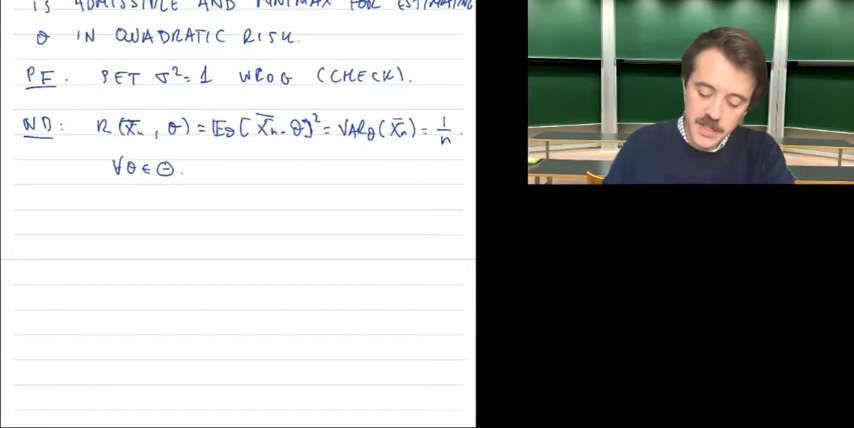 IS ADMISSIBLE AND MINIMAX FOR ESTIMATING
θ IN QUADRATIC RISK.
PF. SET σ²=1 WLOG (CHECK).
R(X̄ₙ, θ) = E_θ[X̄ₙ - θ]² = VAR_θ(X̄ₙ) = 1/n.
∀θ ∈ Θ.